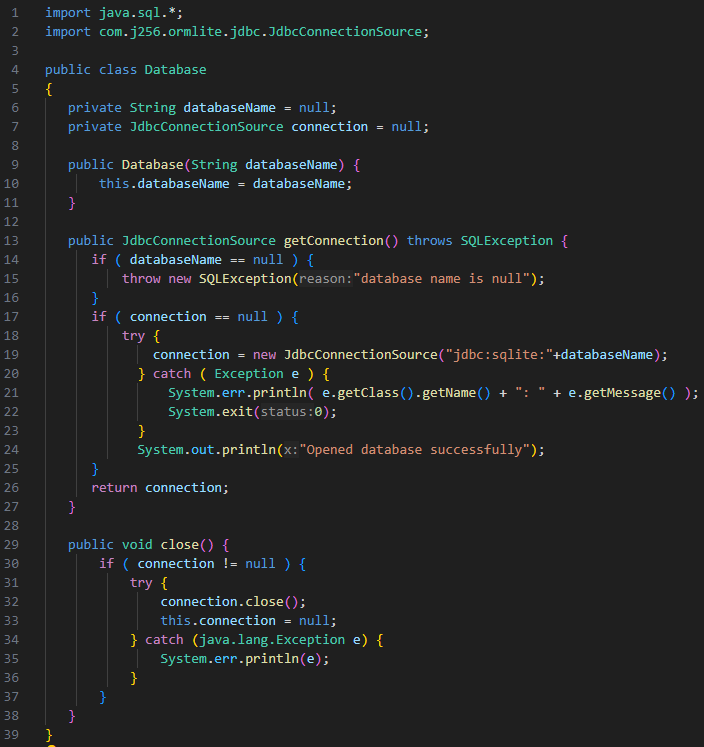 1 import java.sql.*;
2 import com.j256.ormlite.jdbc.JdbcConnectionSource;
3
4 public class Database
5 {
6    private String databaseName = null;
7    private JdbcConnectionSource connection = null;
8
9    public Database(String databaseName) {
10       this.databaseName = databaseName;
11    }
12
13    public JdbcConnectionSource getConnection() throws SQLException {
14       if ( databaseName == null ) {
15           throw new SQLException(reason:"database name is null");
16       }
17       if ( connection == null ) {
18           try {
19               connection = new JdbcConnectionSource("jdbc:sqlite:"+databaseName);
20             } catch ( Exception e ) {
21                 System.err.println( e.getClass().getName() + ": " + e.getMessage() );
22                 System.exit(status:0);
23             }
24             System.out.println(x:"Opened database successfully");
25       }
26       return connection;
27    }
28
29    public void close() {
30        if ( connection != null ) {
31            try {
32                connection.close();
33                this.connection = null;
34            } catch (java.lang.Exception e) {
35                System.err.println(e);
36            }
37        }
38    }
39 }